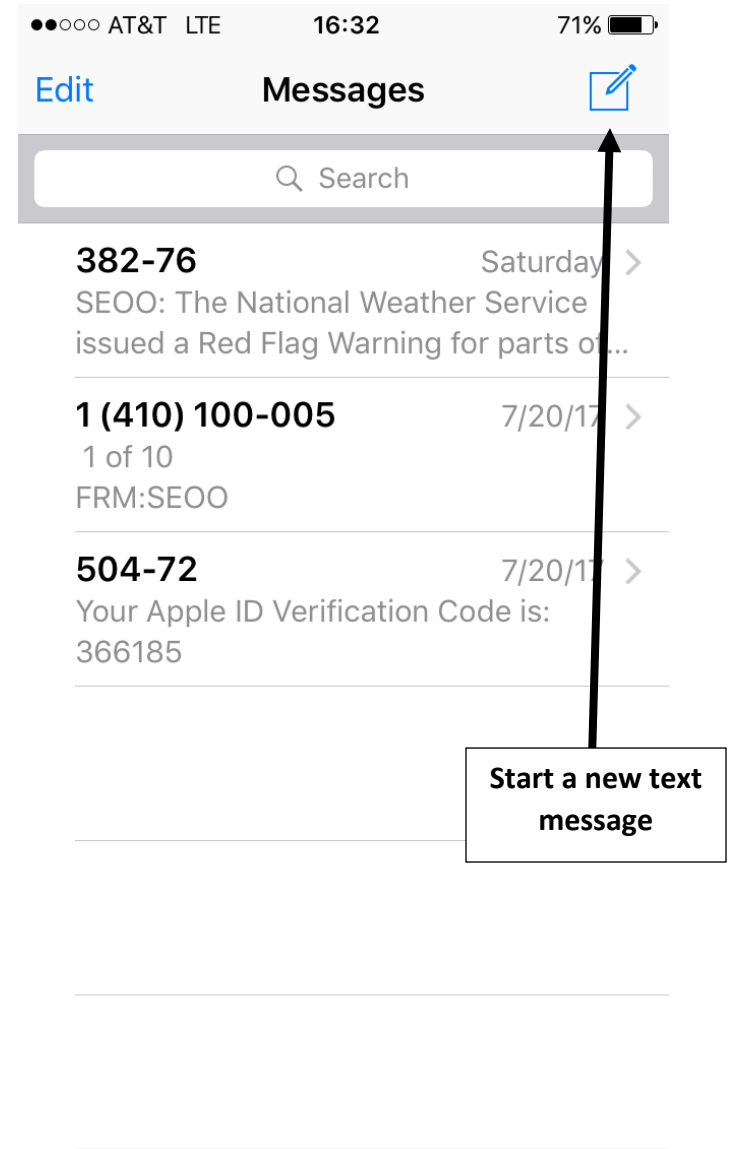 AT&T LTE 16:32 71%
Edit Messages
Search
382-76 Saturday
SEOO: The National Weather Service
issued a Red Flag Warning for parts of...
1 (410) 100-005 7/20/17
1 of 10
FRM:SEOO
504-72 7/20/17
Your Apple ID Verification Code is:
366185
Start a new text
message